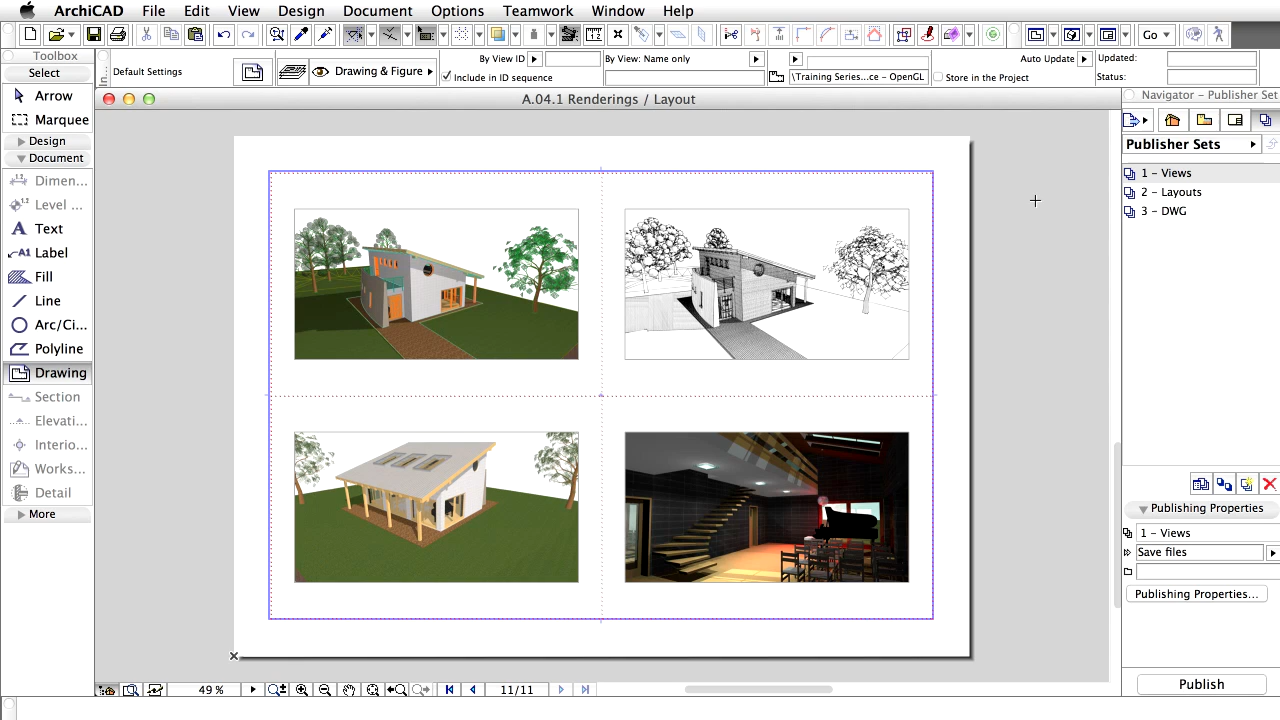 ArchiCAD File Edit View Design Document Options Teamwork Window Help
Go
Toolbox
Select
Arrow
Marquee
Design
Document
Dimen...
Level ...
A Text
A1 Label
Fill
Line
Arc/Ci...
Polyline
Drawing
Section
Elevati...
Interio...
Works...
Detail
More
Default Settings
Drawing & Figure
By View ID
Include in ID sequence
By View: Name only
\Training Series...ce - OpenGL
Auto Update
Store in the Project
Updated:
Status:
A.04.1 Renderings / Layout
49 %
11/11
Navigator - Publisher Set
Publisher Sets
1 - Views
2 - Layouts
3 - DWG
Publishing Properties
1 - Views
Save files
Publishing Properties...
Publish